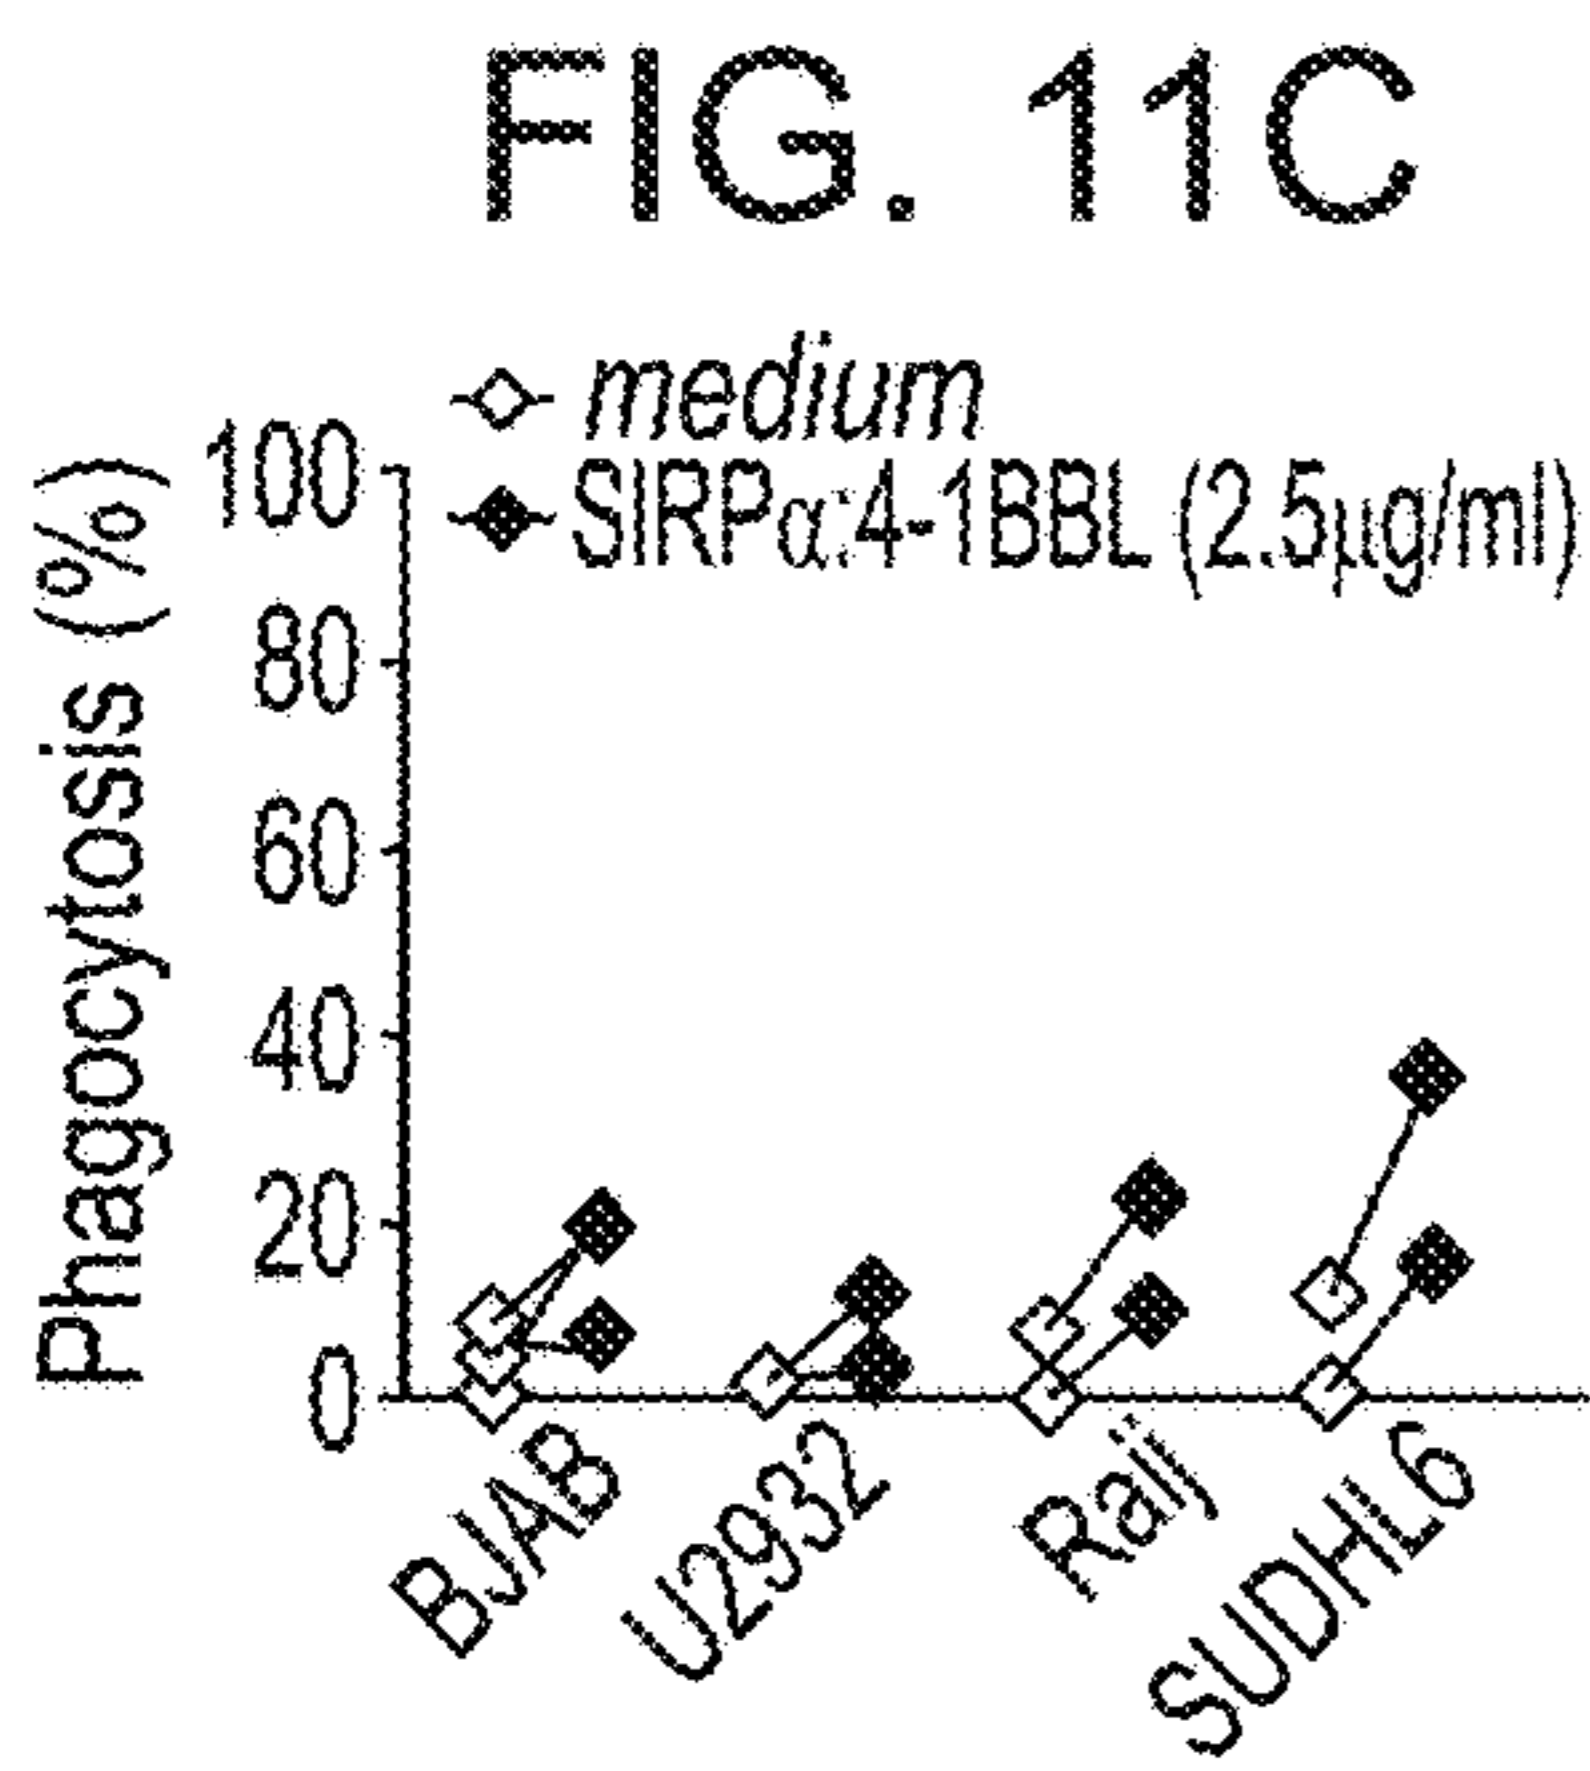 FIG. 11C
medium
SIRPα:4-1BBL (2.5µg/ml)
Phagocytosis (%)
100
80
60
40
20
0
BJAB
U2932
Raij
SUDHL6